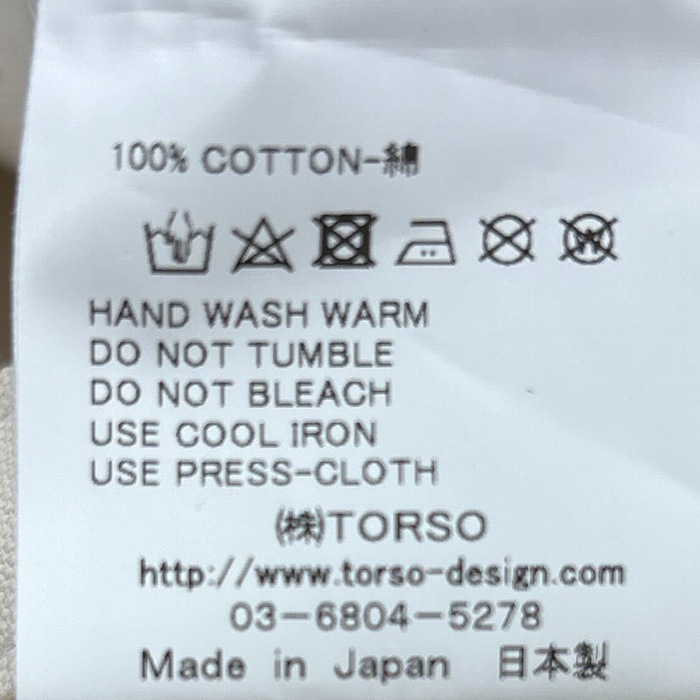 100% COTTON-綿
HAND WASH WARM
DO NOT TUMBLE
DO NOT BLEACH
USE COOL IRON
USE PRESS-CLOTH
㈱TORSO
http://www.torso-design.com
03-6804-5278
Made in Japan 日本製